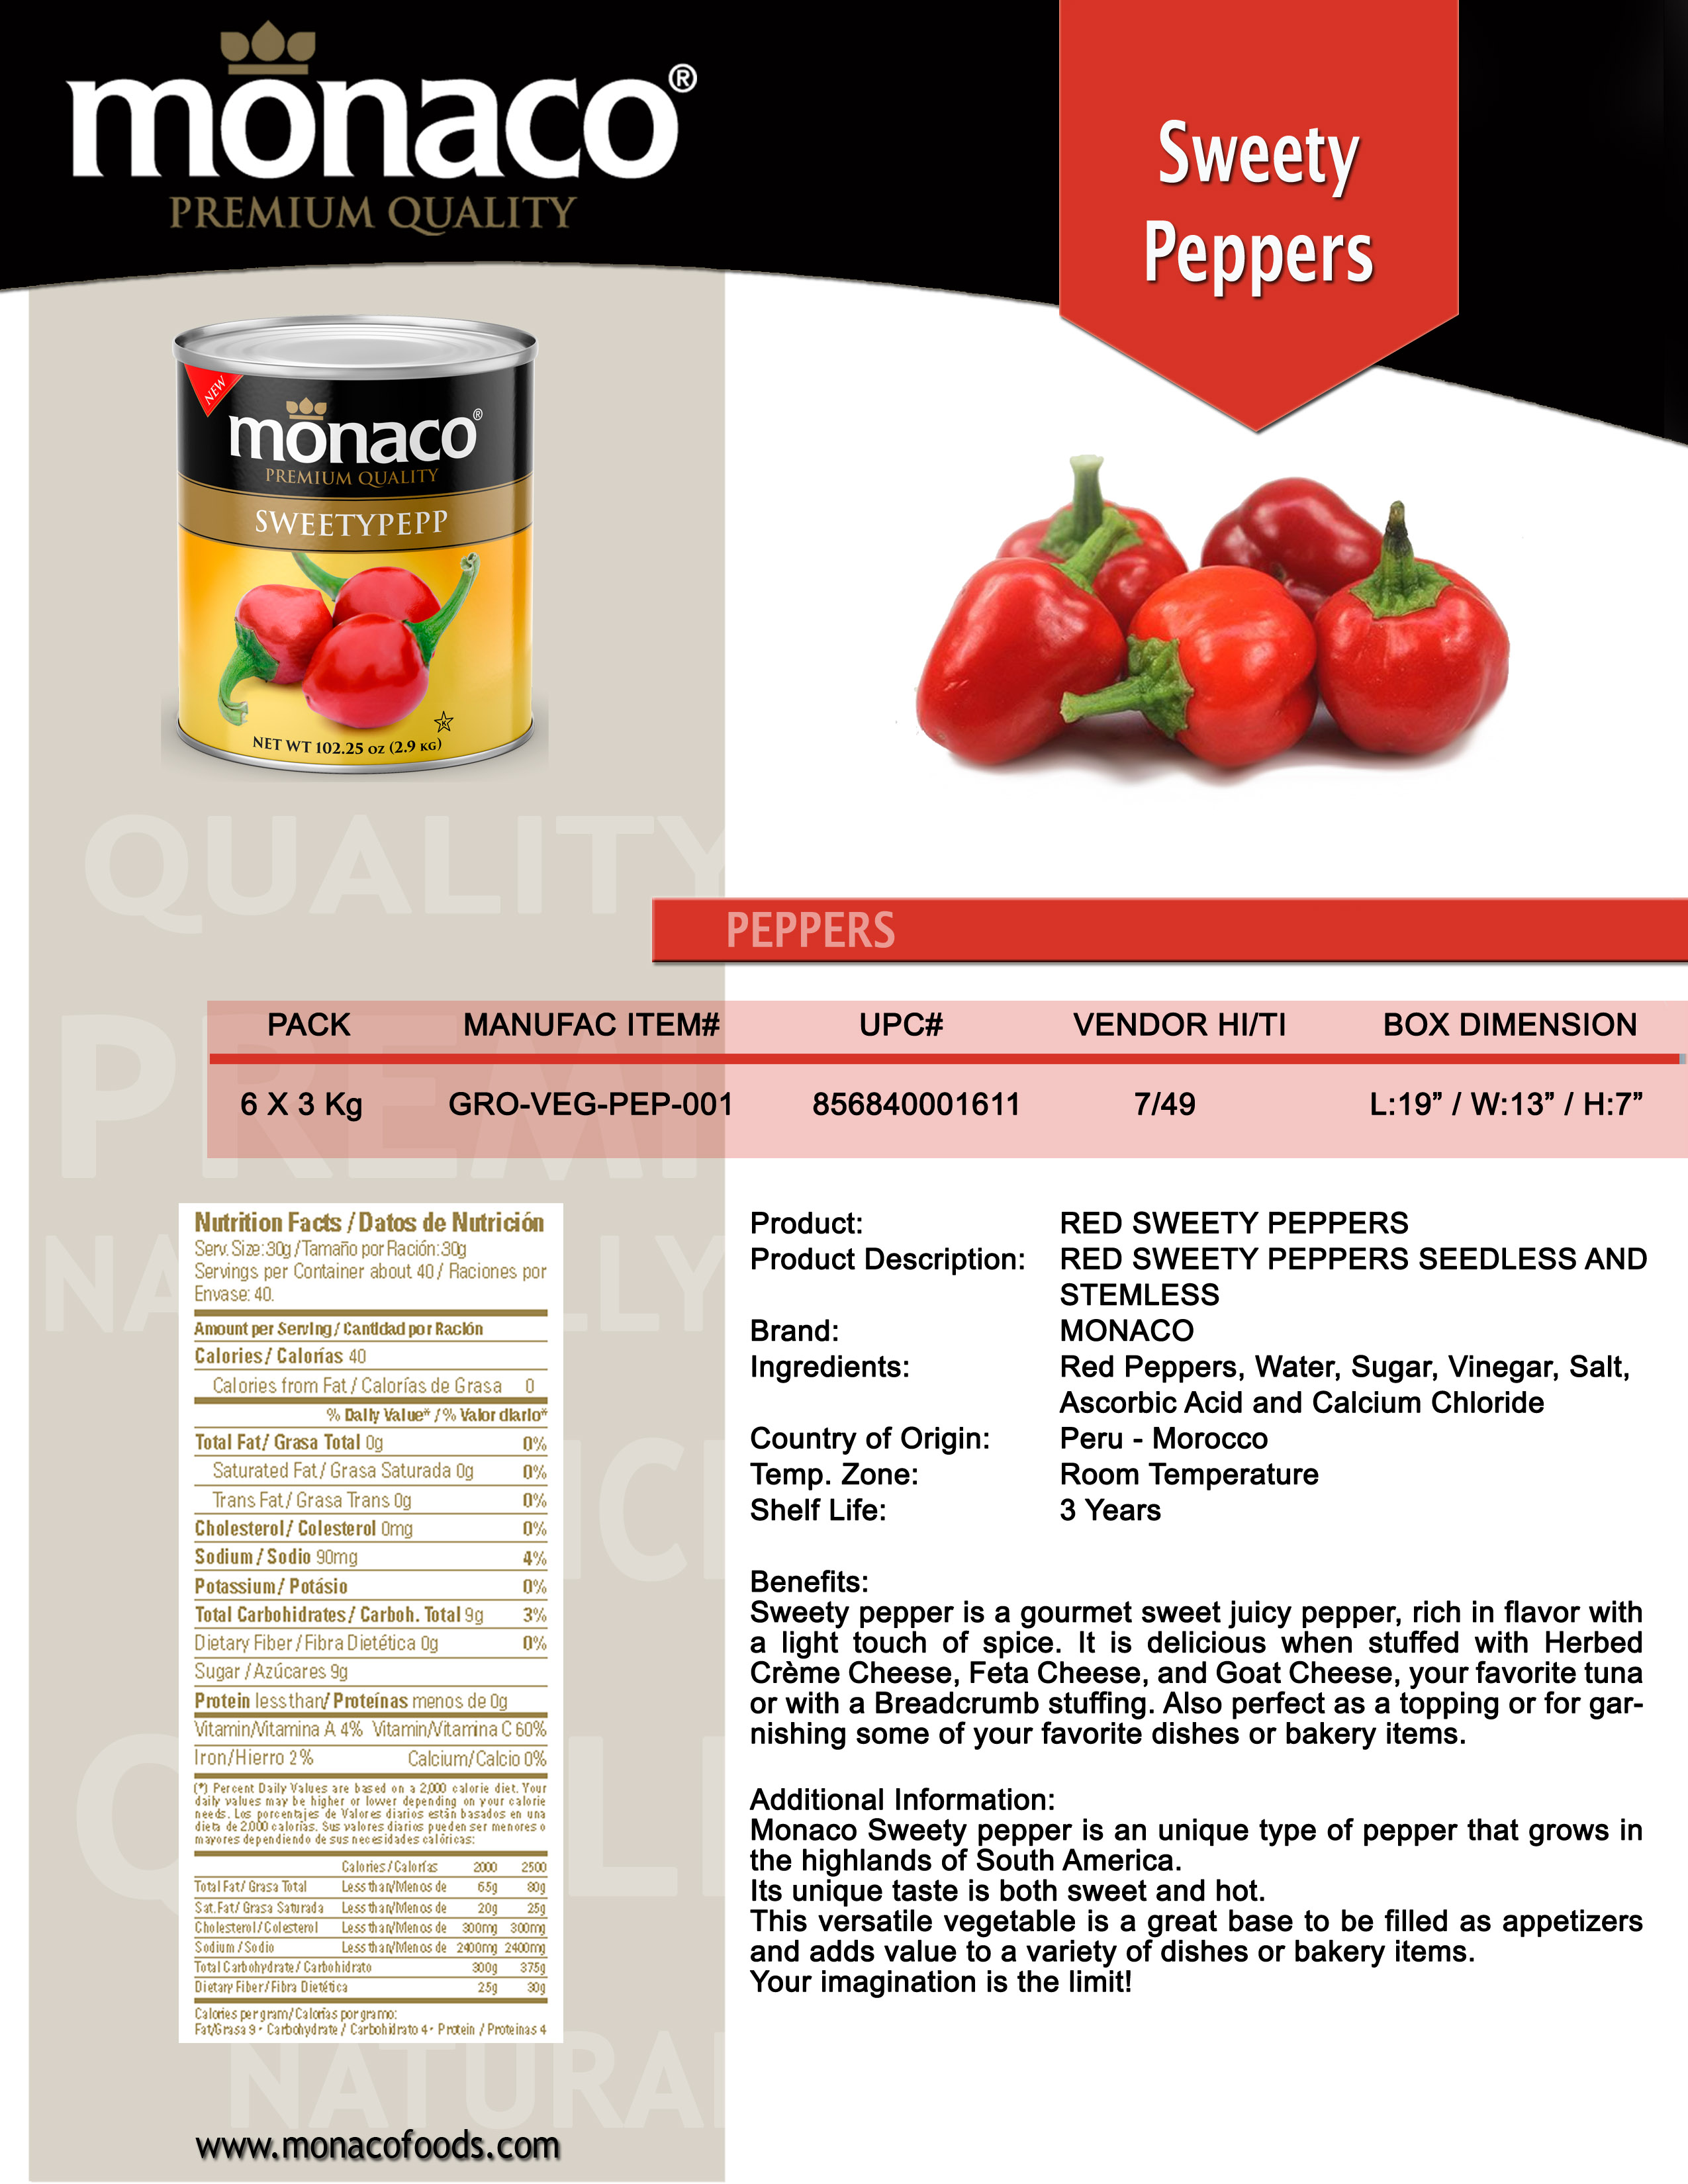 monaco®
PREMIUM QUALITY
Sweety
Peppers
NEW
monaco®
PREMIUM QUALITY
SWEETYPEPP
K
NET WT 102.25 oz (2.9 KG)
QUALITY
PEPPERS
PREMI
PACK MANUFAC ITEM# UPC# VENDOR HI/TI BOX DIMENSION
6 X 3 Kg GRO-VEG-PEP-001 856840001611 7/49 L:19” / W:13” / H:7”
Nutrition Facts / Datos de Nutrición
Serv. Size: 30g / Tamaño por Ración: 30g
Servings per Container about 40 / Raciones por
Envase: 40.
Amount per Serving / Cantidad por Ración
Calories / Calorías 40
Calories from Fat / Calorías de Grasa 0
% Daily Value* / % Valor diario*
Total Fat/ Grasa Total 0g 0%
Saturated Fat / Grasa Saturada 0g 0%
Trans Fat / Grasa Trans 0g 0%
Cholesterol / Colesterol 0mg 0%
Sodium / Sodio 90mg 4%
Potassium / Potásio 0%
Total Carbohidrates / Carboh. Total 9g 3%
Dietary Fiber / Fibra Dietética 0g 0%
Sugar / Azúcares 9g
Protein less than/ Proteínas menos de 0g
Vitamin/Vitamina A 4% Vitamin/Vitamina C 60%
Iron/Hierro 2% Calcium/Calcio 0%
(*) Percent Daily Values are based on a 2,000 calorie diet. Your
daily values may be higher or lower depending on your calorie
needs. Los porcentajes de Valores diarios están basados en una
dieta de 2.000 calorías. Sus valores diarios pueden ser menores o
mayores dependiendo de sus necesidades calóricas:
Calories / Calorías 2000 2500
Total Fat/ Grasa Total Less than/Menos de 65g 80g
Sat. Fat/ Grasa Saturada Less than/Menos de 20g 25g
Cholesterol / Colesterol Less than/Menos de 300mg 300mg
Sodium / Sodio Less than/Menos de 2400mg 2400mg
Total Carbohydrate / Carbohidrato 300g 375g
Dietary Fiber / Fibra Dietética 25g 30g
Calories per gram/ Calorías por gramo:
Fat/Grasa 9 • Carbohydrate / Carbohidrato 4 • Protein / Proteínas 4
Product: RED SWEETY PEPPERS
Product Description: RED SWEETY PEPPERS SEEDLESS AND
STEMLESS
Brand: MONACO
Ingredients: Red Peppers, Water, Sugar, Vinegar, Salt,
Ascorbic Acid and Calcium Chloride
Country of Origin: Peru - Morocco
Temp. Zone: Room Temperature
Shelf Life: 3 Years
Benefits:
Sweety pepper is a gourmet sweet juicy pepper, rich in flavor with
a light touch of spice. It is delicious when stuffed with Herbed
Crème Cheese, Feta Cheese, and Goat Cheese, your favorite tuna
or with a Breadcrumb stuffing. Also perfect as a topping or for gar-
nishing some of your favorite dishes or bakery items.
Additional Information:
Monaco Sweety pepper is an unique type of pepper that grows in
the highlands of South America.
Its unique taste is both sweet and hot.
This versatile vegetable is a great base to be filled as appetizers
and adds value to a variety of dishes or bakery items.
Your imagination is the limit!
NATURA
www.monacofoods.com